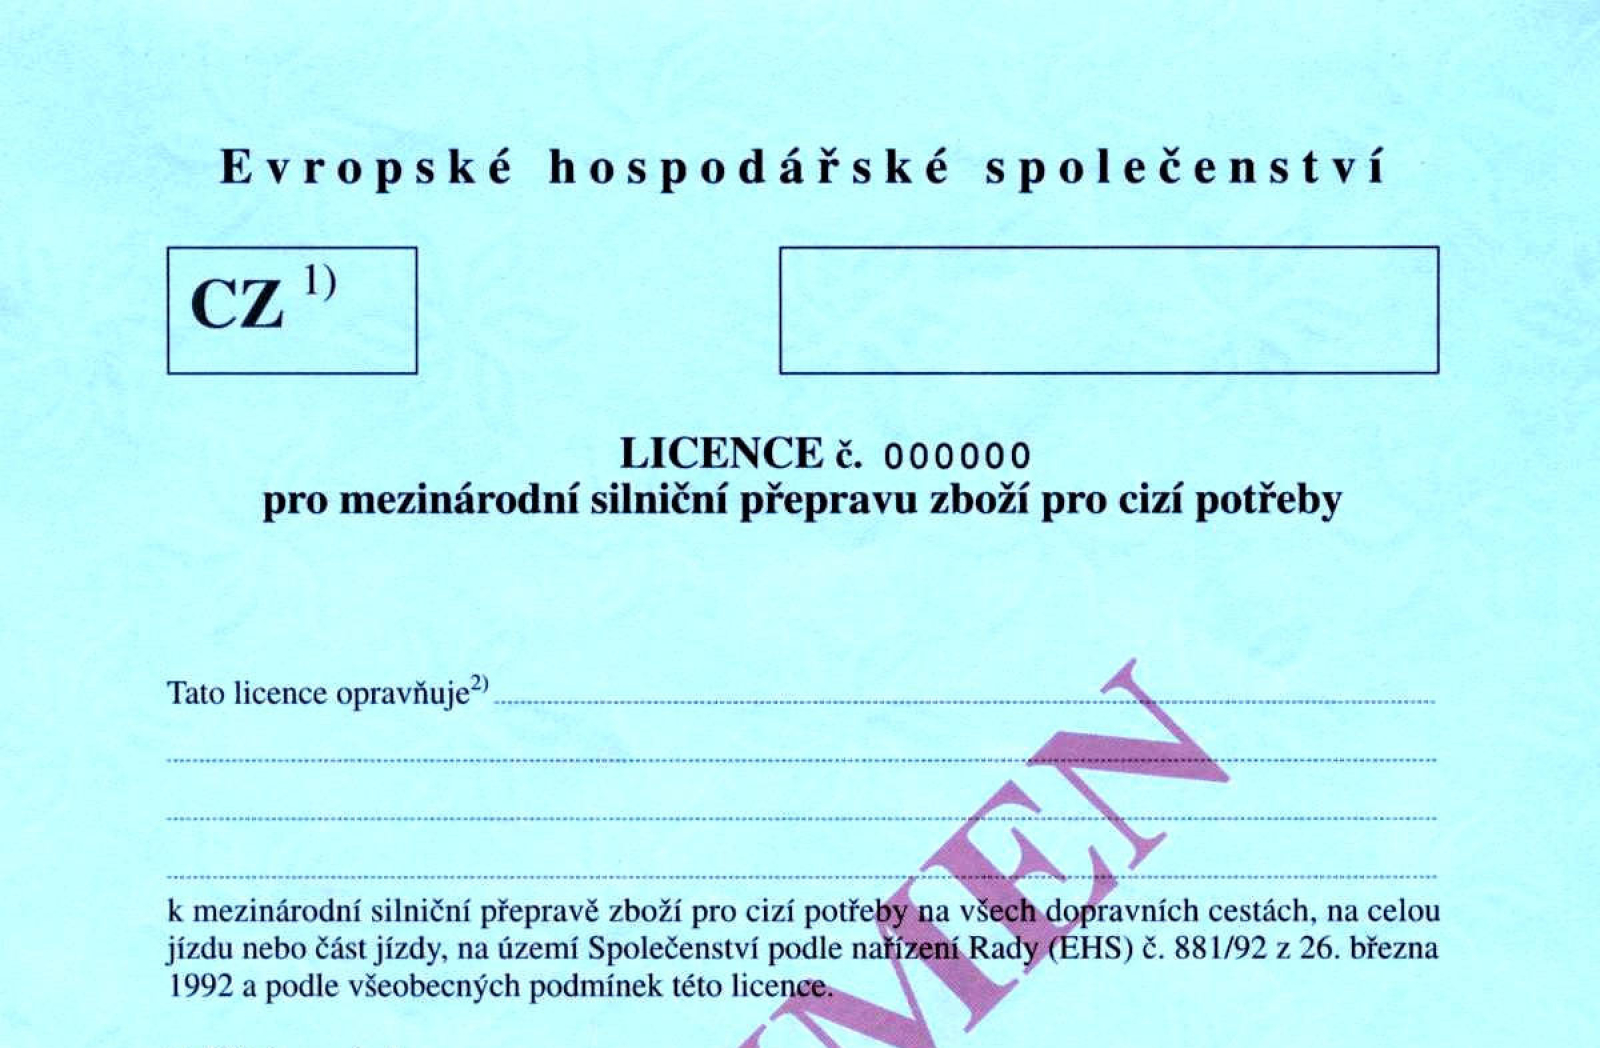 Evropské hospodářské společenství
CZ 1)
LICENCE č. 000000
pro mezinárodní silniční přepravu zboží pro cizí potřeby
Tato licence opravňuje2)
k mezinárodní silniční přepravě zboží pro cizí potřeby na všech dopravních cestách, na celou
jízdu nebo část jízdy, na území Společenství podle nařízení Rady (EHS) č. 881/92 z 26. března
1992 a podle všeobecných podmínek této licence.